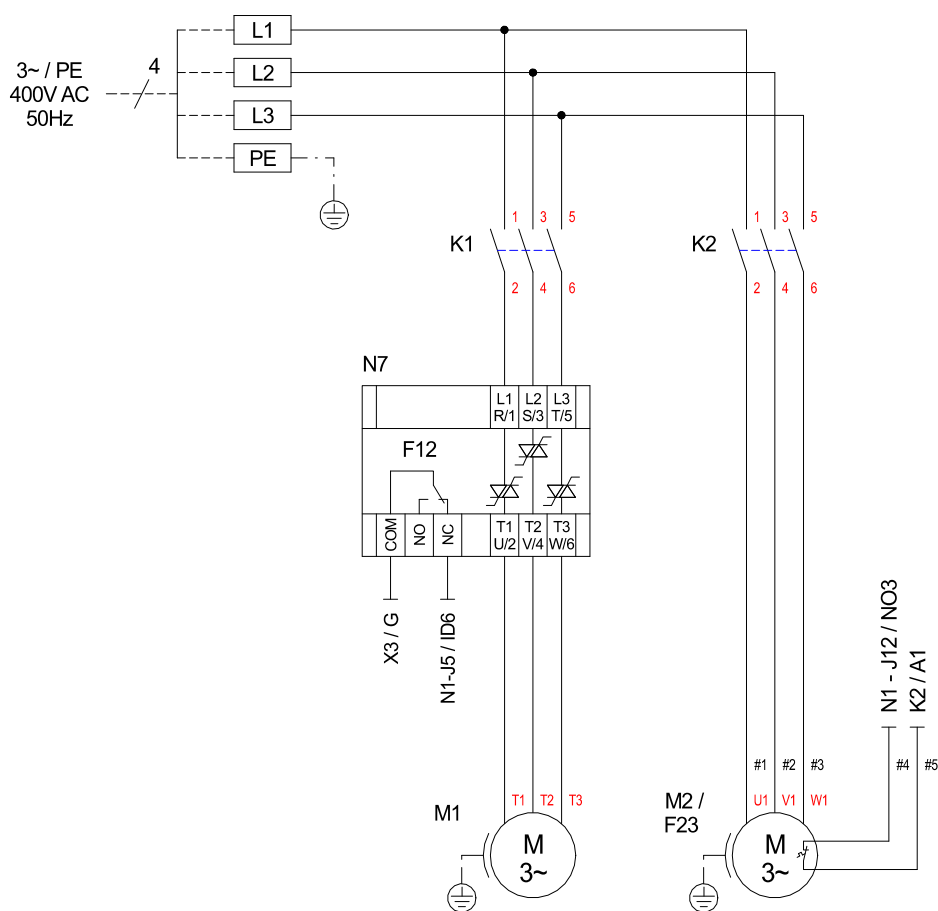 L1
3~ / PE
400V AC
50Hz
4
L2
L3
PE
K1
1 3 5
2 4 6
K2
1 3 5
2 4 6
N7
L1 L2 L3
R/1 S/3 T/5
F12
COM
NO
NC
T1 T2 T3
U/2 V/4 W/6
X3 / G
N1-J5 / ID6
N1 - J12 / NO3
K2 / A1
#1 #2 #3
#4 #5
M1
T1 T2 T3
M
3~
M2 /
F23
U1 V1 W1
M
3~